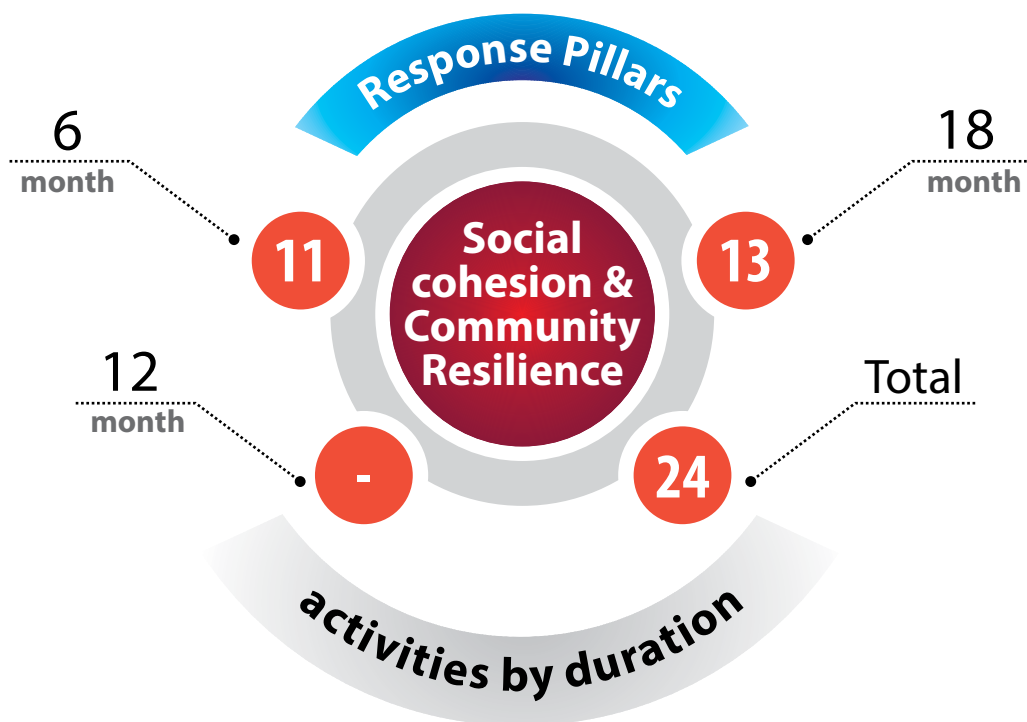 Response Pillars
6
month
11
18
month
13
Social
cohesion &
Community
Resilience
12
month
-
Total
24
activities by duration